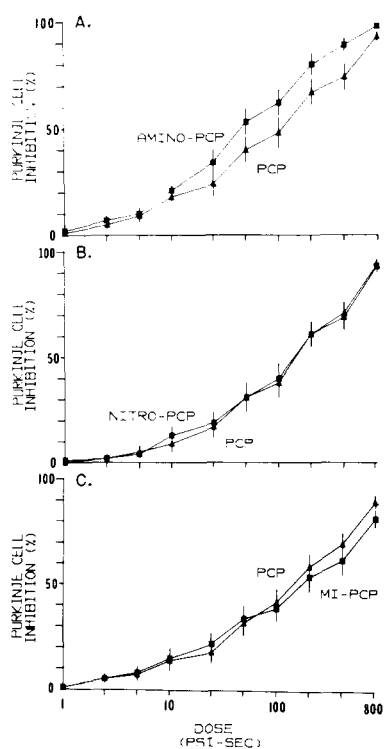 A.
100
50
0
PURKINJE CELL
INHIBITION (%)
AMINO-PCP
PCP
B.
100
50
0
PURKINJE CELL
INHIBITION (%)
NITRO-PCP
PCP
C.
100
50
0
PURKINJE CELL
INHIBITION (%)
PCP
MI-PCP
1
10
100
800
DOSE
(PSI-SEC)